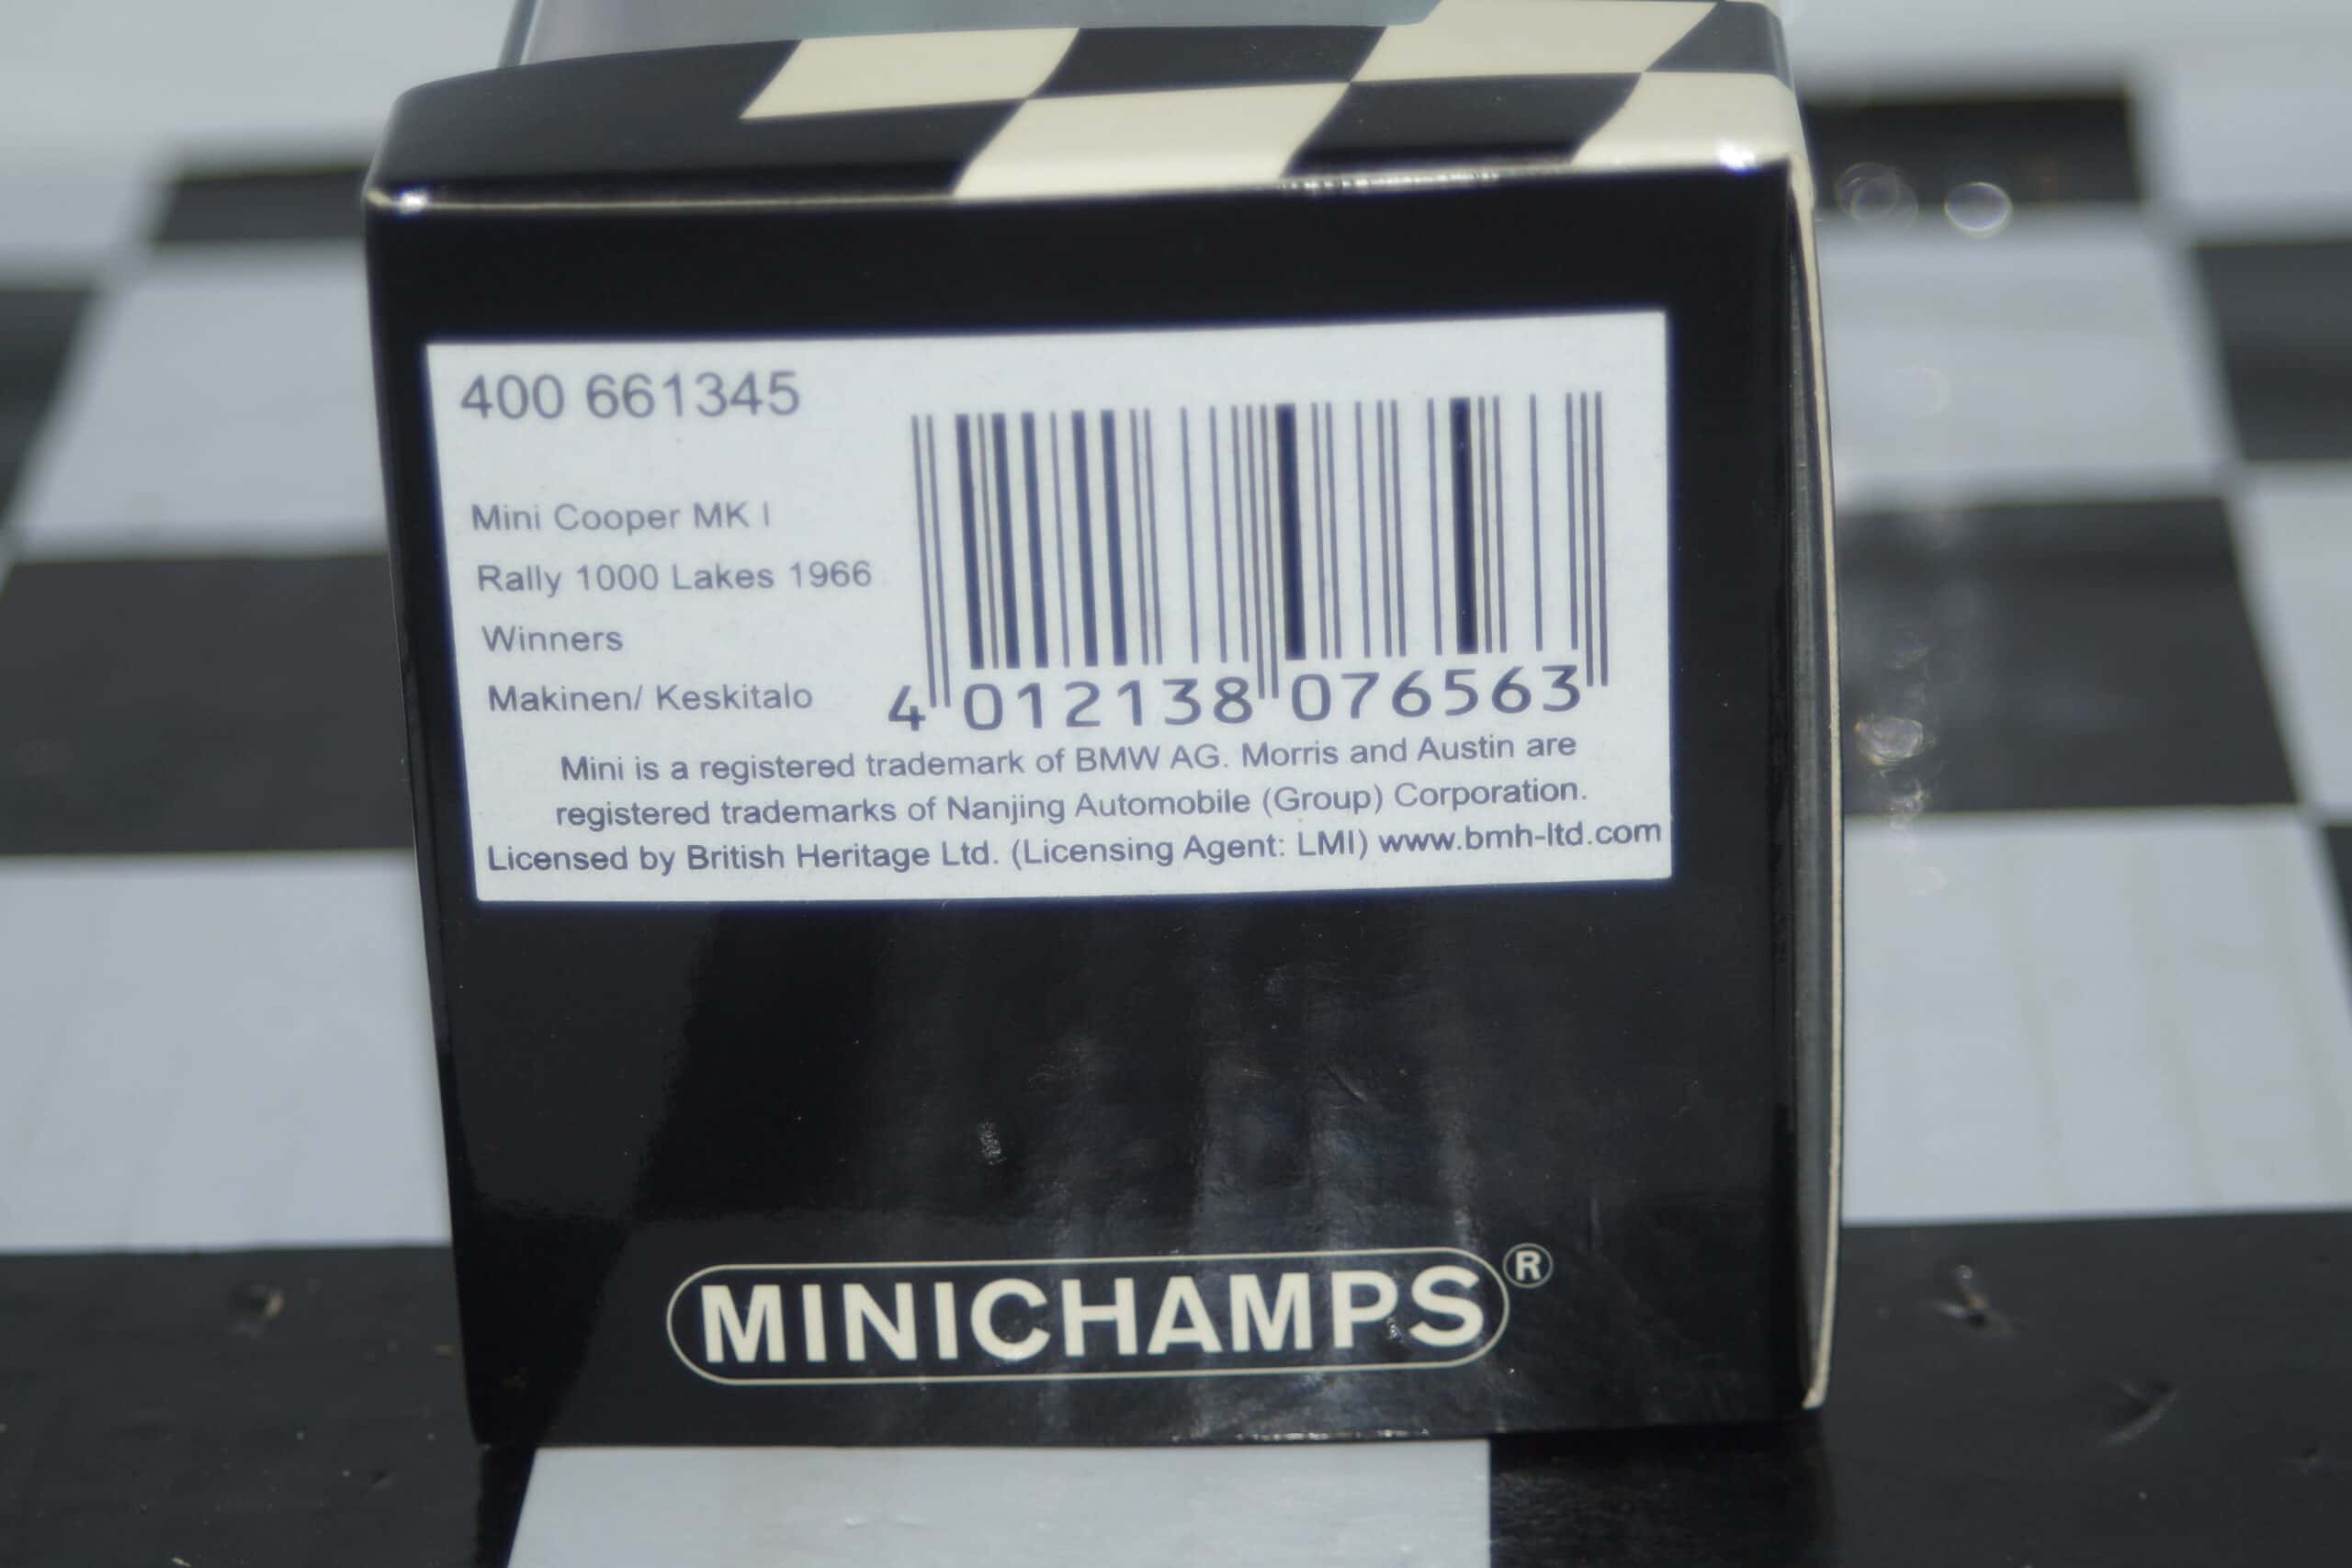 400 661345
Mini Cooper MK I
Rally 1000 Lakes 1966
Winners
Makinen/ Keskitalo
4 012138 076563
Mini is a registered trademark of BMW AG. Morris and Austin are
registered trademarks of Nanjing Automobile (Group) Corporation.
Licensed by British Heritage Ltd. (Licensing Agent: LMI) www.bmh-ltd.com
MINICHAMPS®